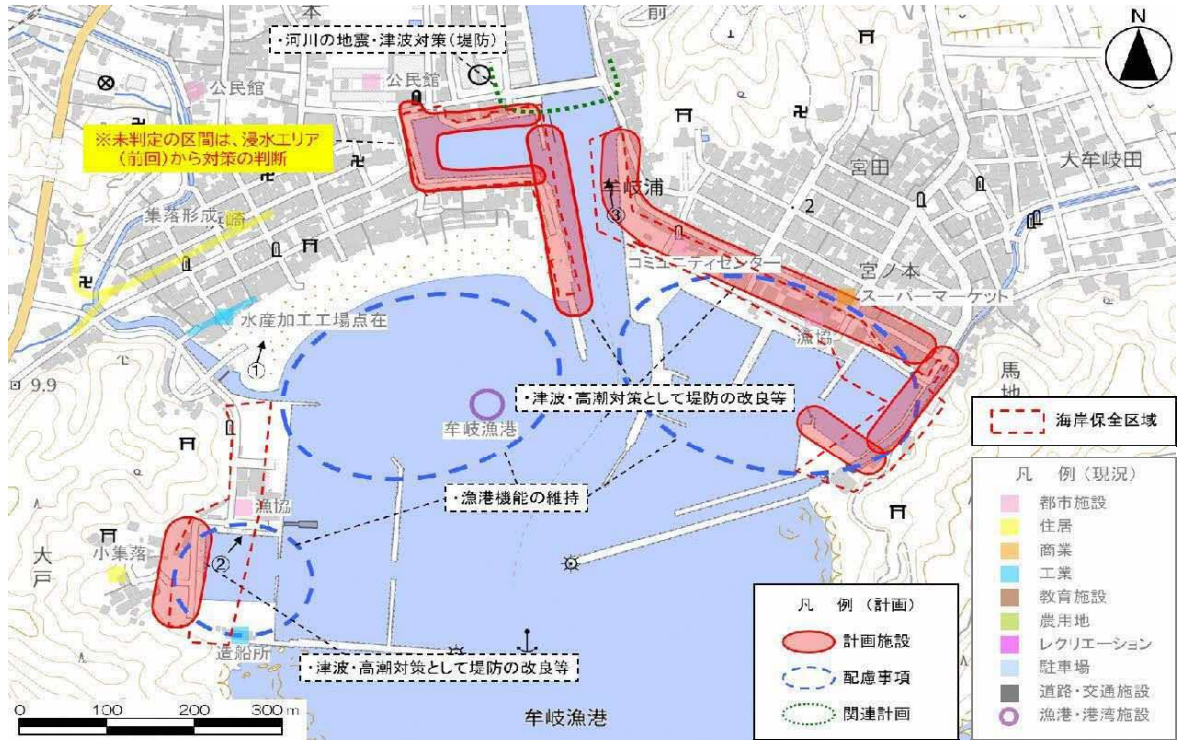 本
前
N
・河川の地震・津波対策(堤防)
公民館
公民館
※未判定の区間は、浸水エリア
(前回)から対策の判断
宮田
大牟岐田
牟岐浦
2
集落形成
崎
③
コミュニティセンター
宮ノ本
スーパーマーケット
水産加工工場点在
漁協
①
9.9
馬地
・津波・高潮対策として堤防の改良等
牟岐漁港
海岸保全区域
・漁港機能の維持
漁協
小集落
②
大戸
造船所
・津波・高潮対策として堤防の改良等
牟岐漁港
0 100 200 300 m
凡 例 (計画)
計画施設
配慮事項
関連計画
凡 例 (現況)
都市施設
住居
商業
工業
教育施設
農用地
レクリエーション
駐車場
道路・交通施設
漁港・港湾施設